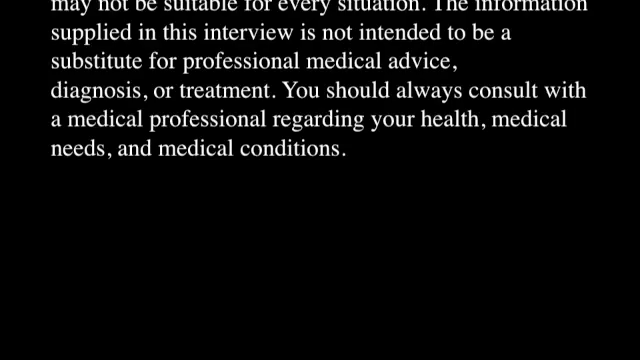 may not be suitable for every situation. The information
supplied in this interview is not intended to be a
substitute for professional medical advice,
diagnosis, or treatment. You should always consult with
a medical professional regarding your health, medical
needs, and medical conditions.